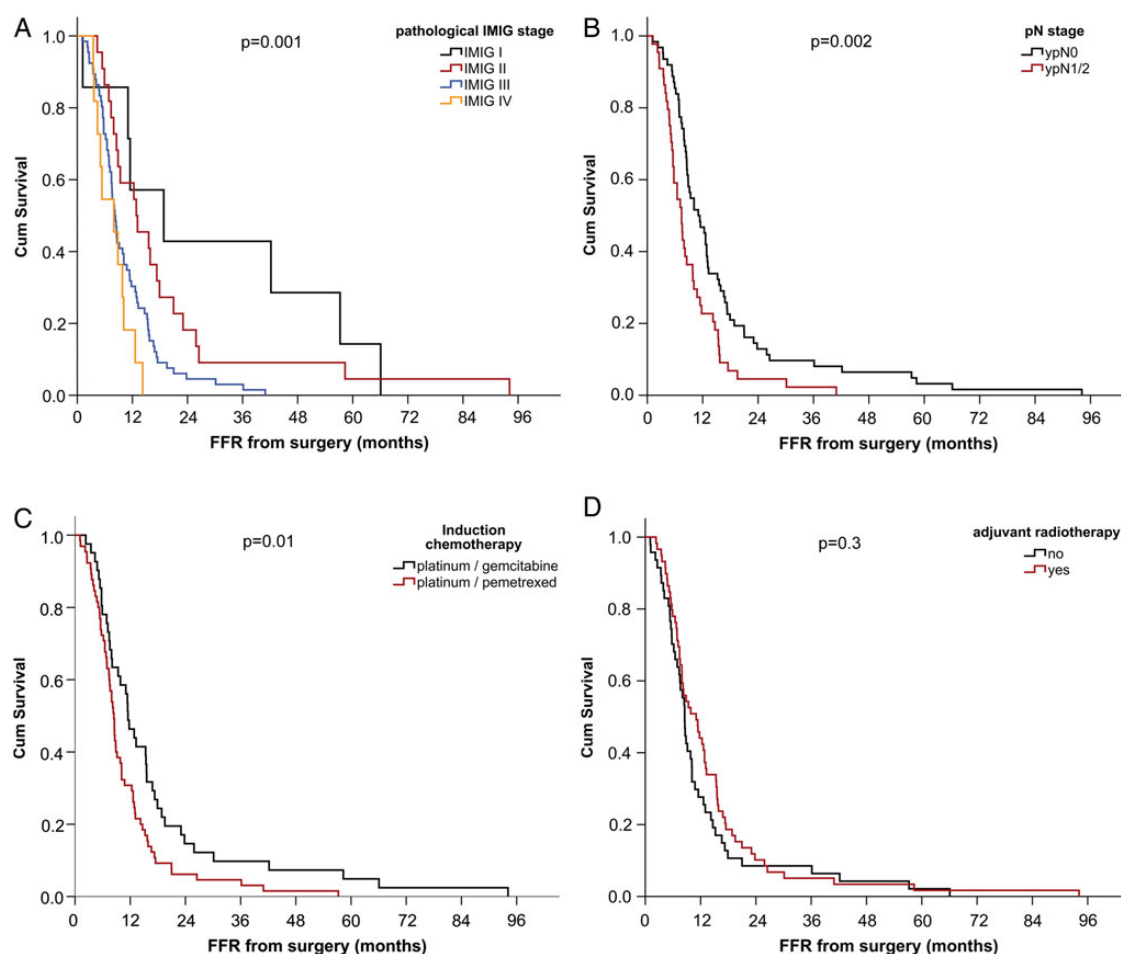 A
p=0.001
pathological IMIG stage
IMIG I
IMIG II
IMIG III
IMIG IV
Cum Survival
1.0
0.8
0.6
0.4
0.2
0.0
0 12 24 36 48 60 72 84 96
FFR from surgery (months)
B
p=0.002
pN stage
ypN0
ypN1/2
Cum Survival
1.0
0.8
0.6
0.4
0.2
0.0
0 12 24 36 48 60 72 84 96
FFR from surgery (months)
C
p=0.01
Induction
chemotherapy
platinum / gemcitabine
platinum / pemetrexed
Cum Survival
1.0
0.8
0.6
0.4
0.2
0.0
0 12 24 36 48 60 72 84 96
FFR from surgery (months)
D
p=0.3
adjuvant radiotherapy
no
yes
Cum Survival
1.0
0.8
0.6
0.4
0.2
0.0
0 12 24 36 48 60 72 84 96
FFR from surgery (months)